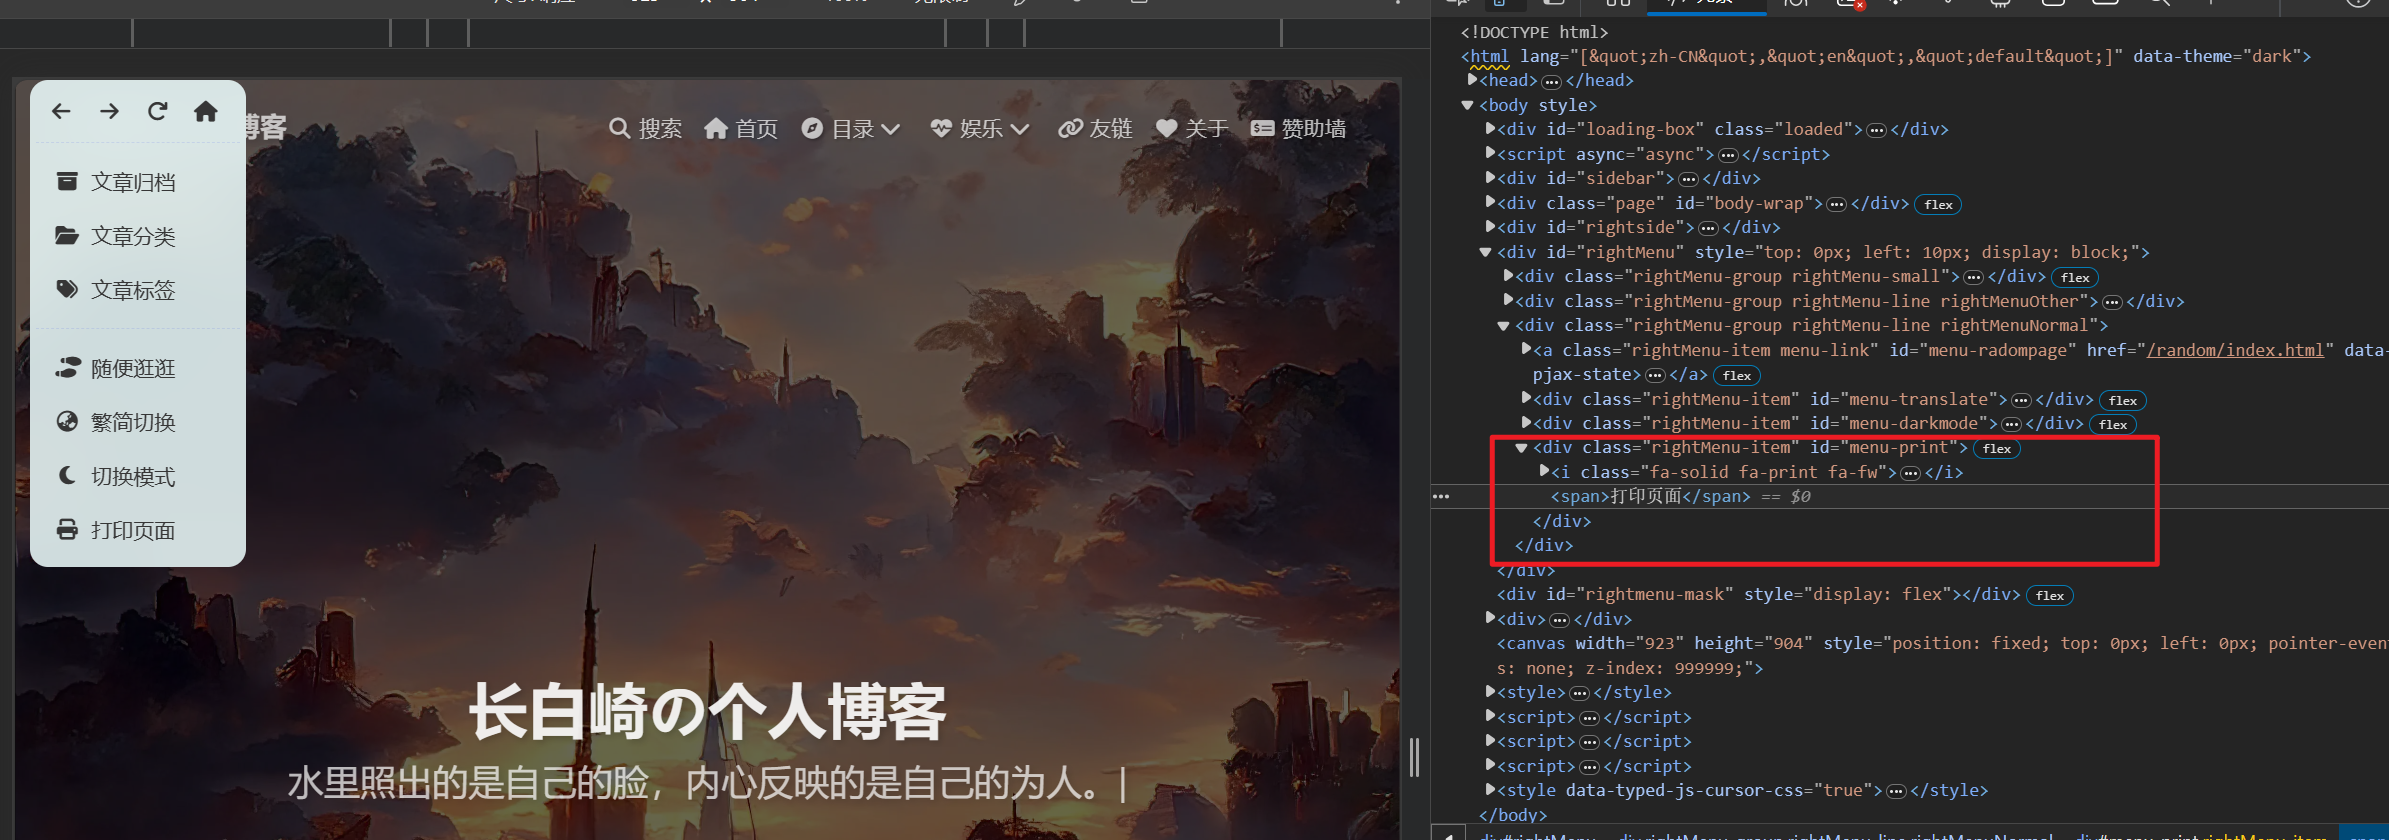 博客
搜索 首页 目录 娱乐 友链 关于 赞助墙
文章归档
文章分类
文章标签
随便逛逛
繁简切换
切换模式
打印页面
长白崎の个人博客
水里照出的是自己的脸，内心反映的是自己的为人。|
<!DOCTYPE html>
<html lang="[&quot;zh-CN&quot;,&quot;en&quot;,&quot;default&quot;]" data-theme="dark">
<head>…</head>
<body style>
<div id="loading-box" class="loaded">…</div>
<script async="async">…</script>
<div id="sidebar">…</div>
<div class="page" id="body-wrap">…</div> flex
<div id="rightside">…</div>
<div id="rightMenu" style="top: 0px; left: 10px; display: block;">
<div class="rightMenu-group rightMenu-small">…</div> flex
<div class="rightMenu-group rightMenu-line rightMenuOther">…</div>
<div class="rightMenu-group rightMenu-line rightMenuNormal">
<a class="rightMenu-item menu-link" id="menu-radompage" href="/random/index.html" data-
pjax-state>…</a> flex
<div class="rightMenu-item" id="menu-translate">…</div> flex
<div class="rightMenu-item" id="menu-darkmode">…</div> flex
<div class="rightMenu-item" id="menu-print"> flex
<i class="fa-solid fa-print fa-fw">…</i>
<span>打印页面</span> == $0
</div>
</div>
</div>
<div id="rightmenu-mask" style="display: flex"></div> flex
<div>…</div>
<canvas width="923" height="904" style="position: fixed; top: 0px; left: 0px; pointer-even
s: none; z-index: 999999;">
<style>…</style>
<script>…</script>
<script>…</script>
<script>…</script>
<style data-typed-js-cursor-css="true">…</style>
</body>